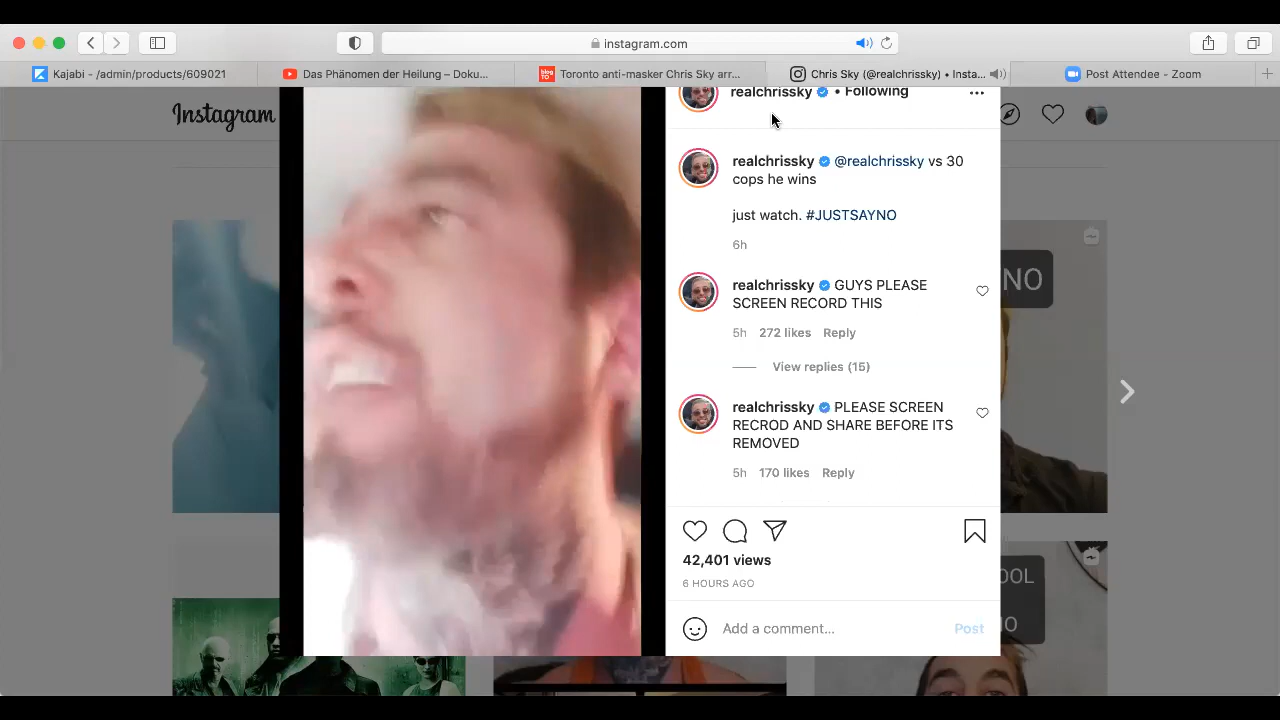 instagram.com
Kajabi - /admin/products/609021
Das Phänomen der Heilung – Doku...
blog TO
Toronto anti-masker Chris Sky arr...
Chris Sky (@realchrissky) • Insta...
Post Attendee - Zoom
Instagram
realchrissky • Following
realchrissky @realchrissky vs 30
cops he wins
just watch. #JUSTSAYNO
6h
realchrissky GUYS PLEASE
SCREEN RECORD THIS
5h 272 likes Reply
View replies (15)
realchrissky PLEASE SCREEN
RECROD AND SHARE BEFORE ITS
REMOVED
5h 170 likes Reply
42,401 views
6 HOURS AGO
Add a comment...
Post
NO
OOL